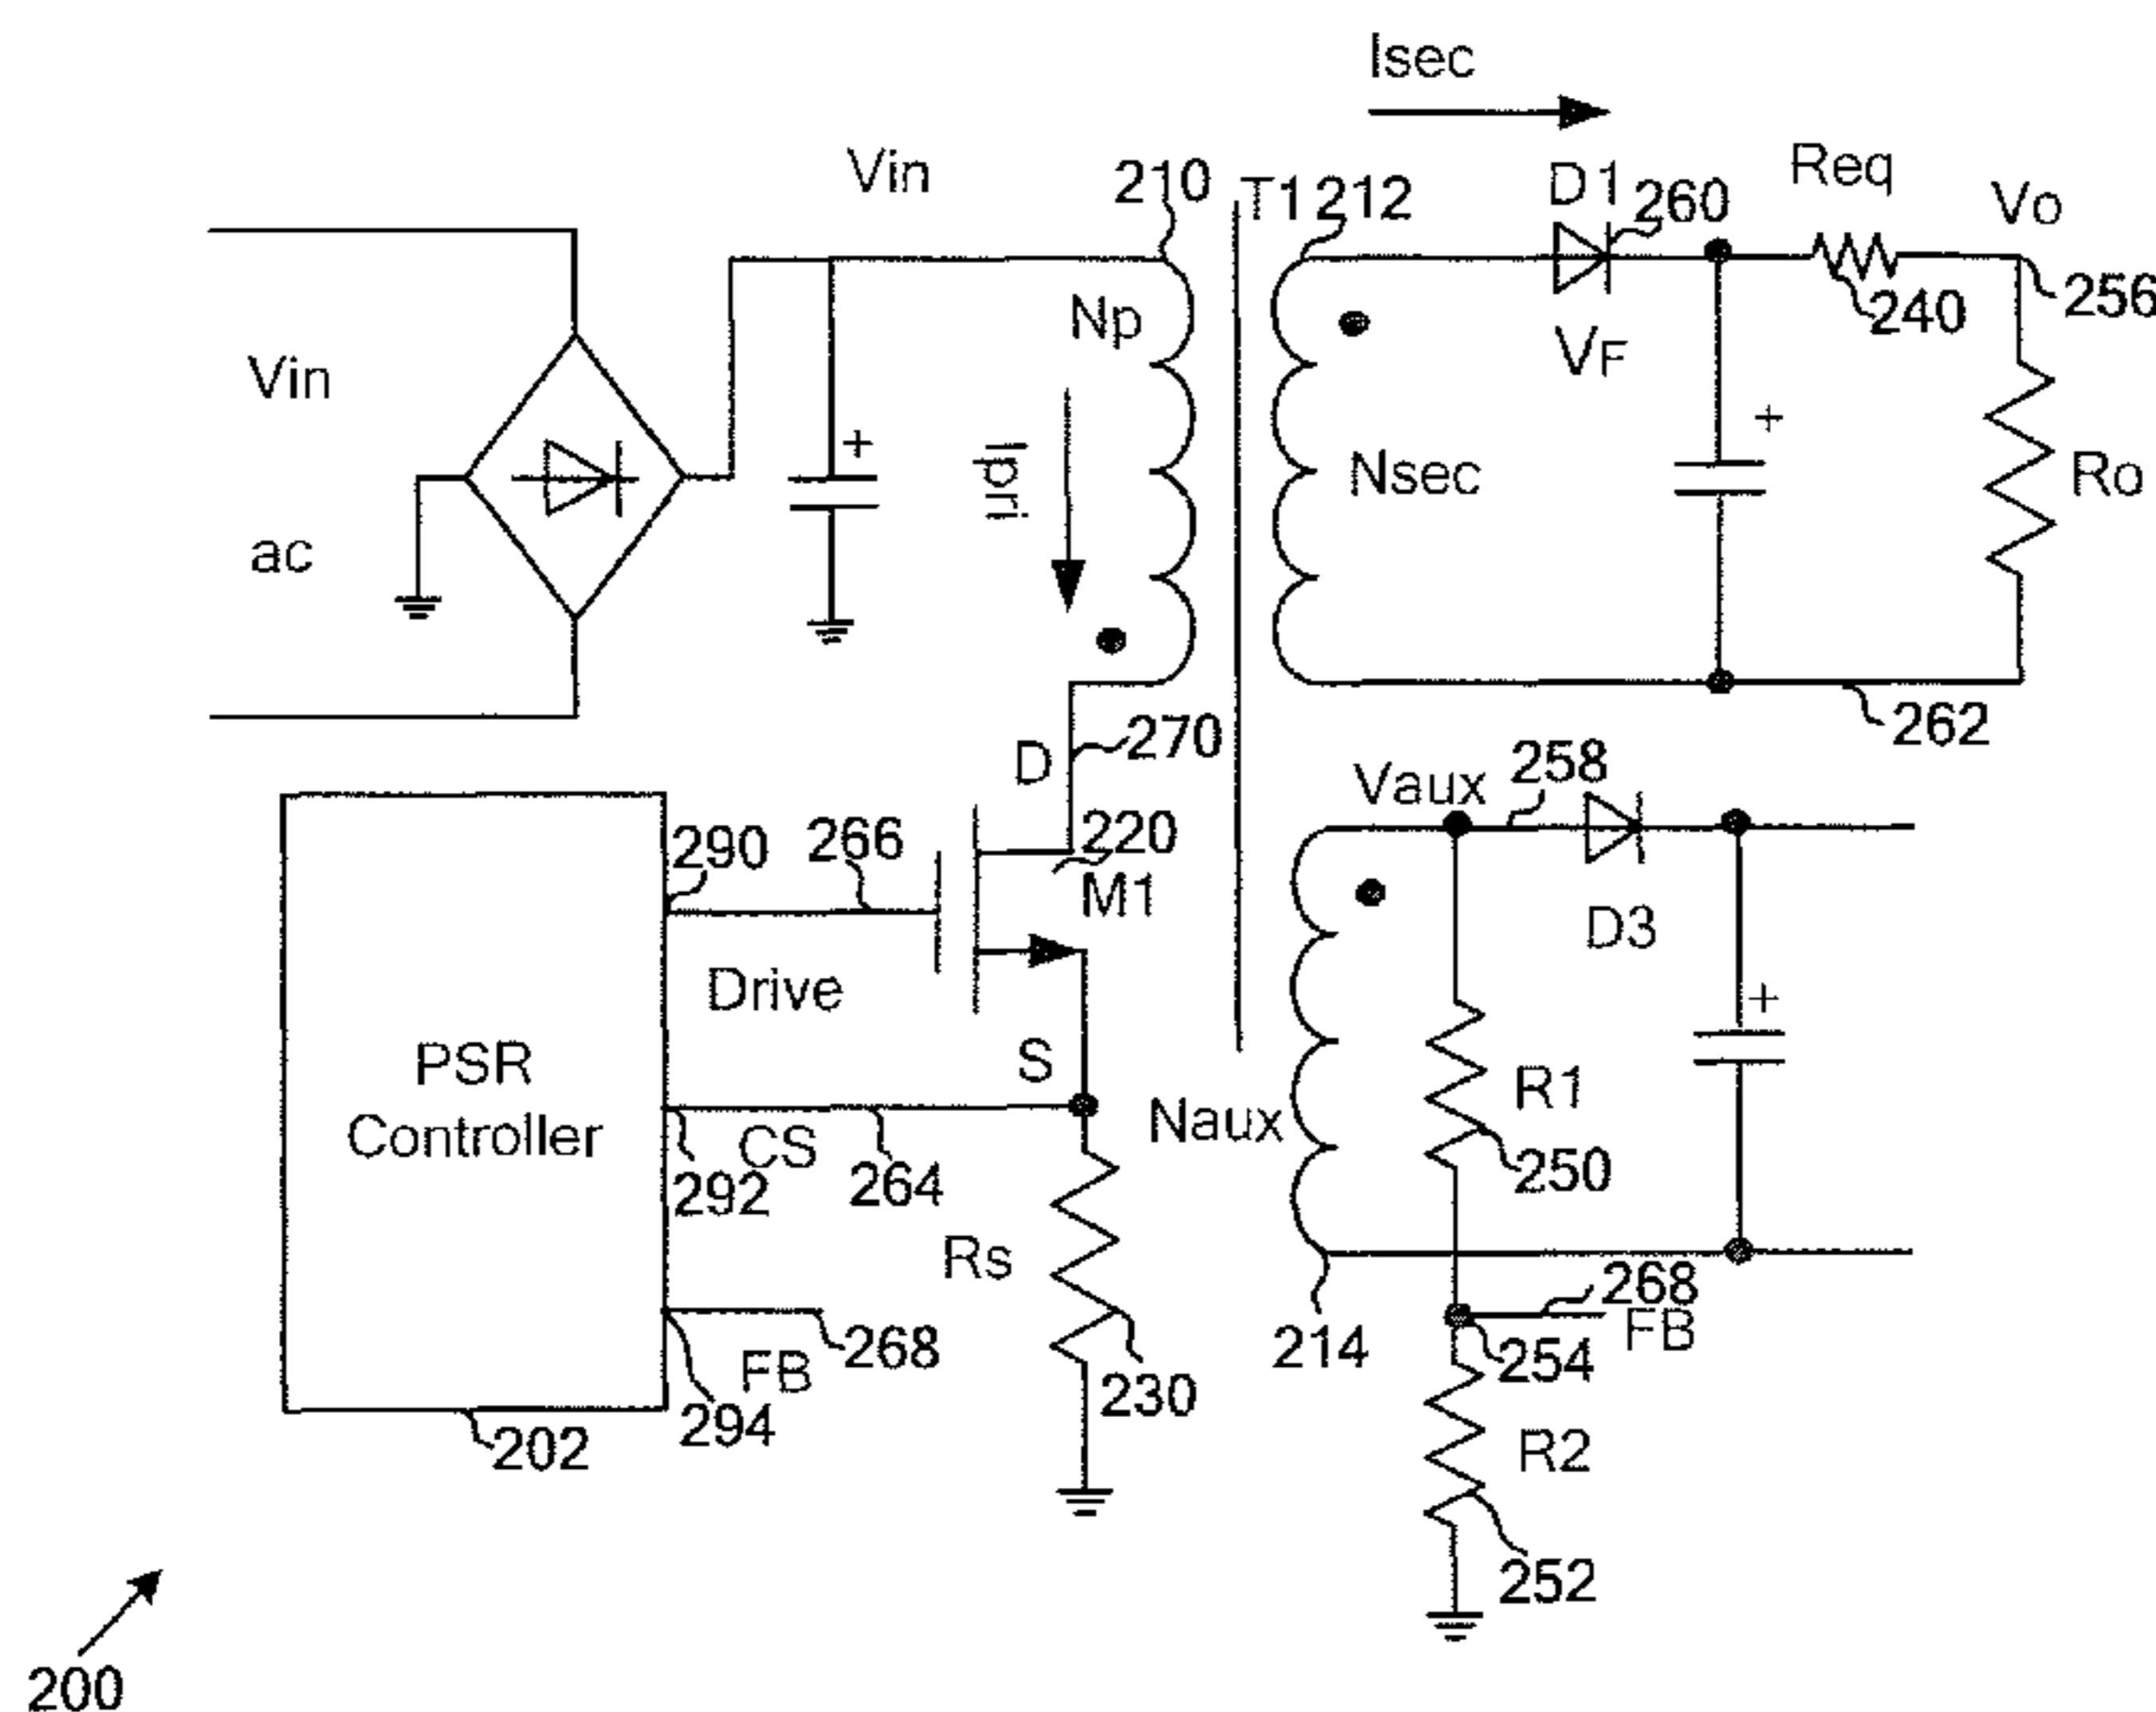 Isec
Vin
210
T1
212
D1
260
Req
Vo
256
240
Np
VF
Vin
Ipri
Nsec
Ro
ac
262
D
270
Vaux
258
220
M1
290
266
D3
Drive
S
PSR
Controller
CS
292
264
Naux
R1
250
Rs
268
FB
214
254
FB
268
294
230
202
R2
252
200